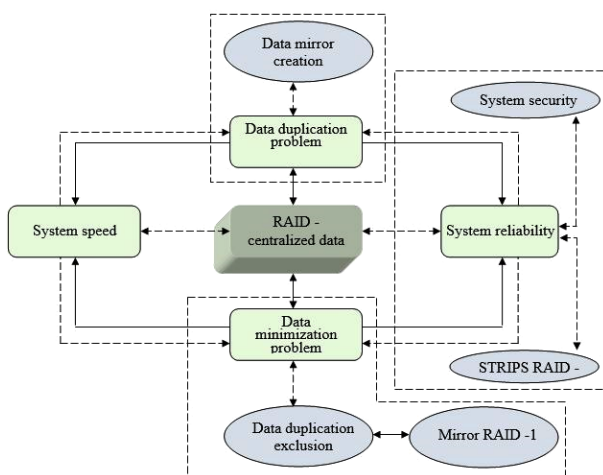 Data mirror
creation
System security
Data duplication
problem
System speed
RAID -
centralized data
System reliability
Data
minimization
problem
STRIPS RAID -
Data duplication
exclusion
Mirror RAID -1